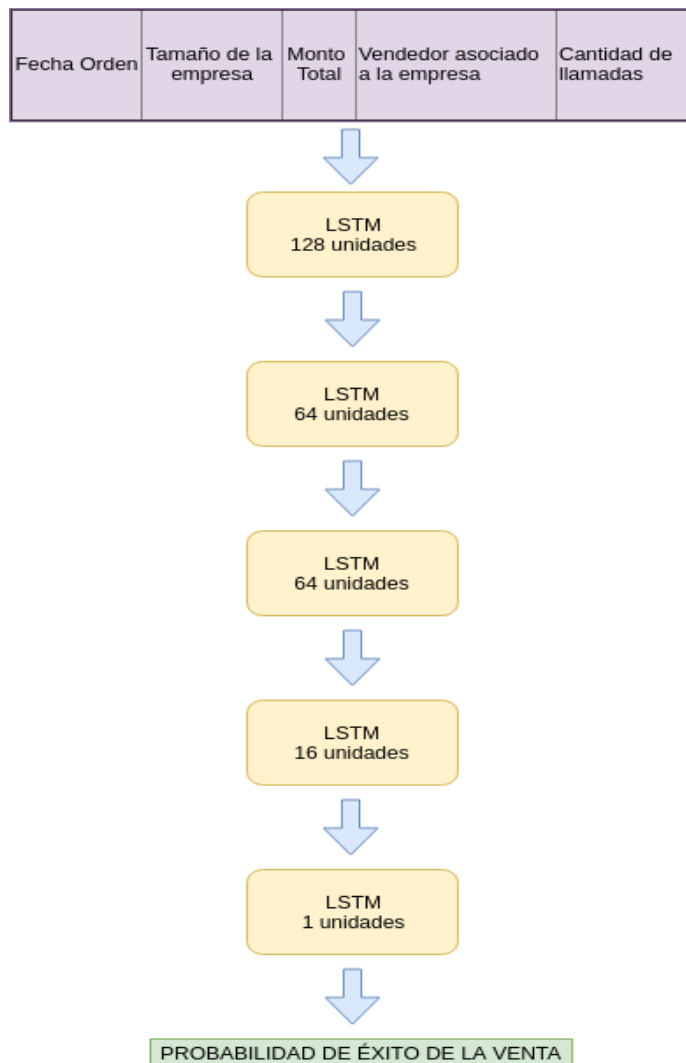 Fecha Orden
Tamaño de la
empresa
Monto
Total
Vendedor asociado
a la empresa
Cantidad de
llamadas
LSTM
128 unidades
LSTM
64 unidades
LSTM
64 unidades
LSTM
16 unidades
LSTM
1 unidades
PROBABILIDAD DE ÉXITO DE LA VENTA